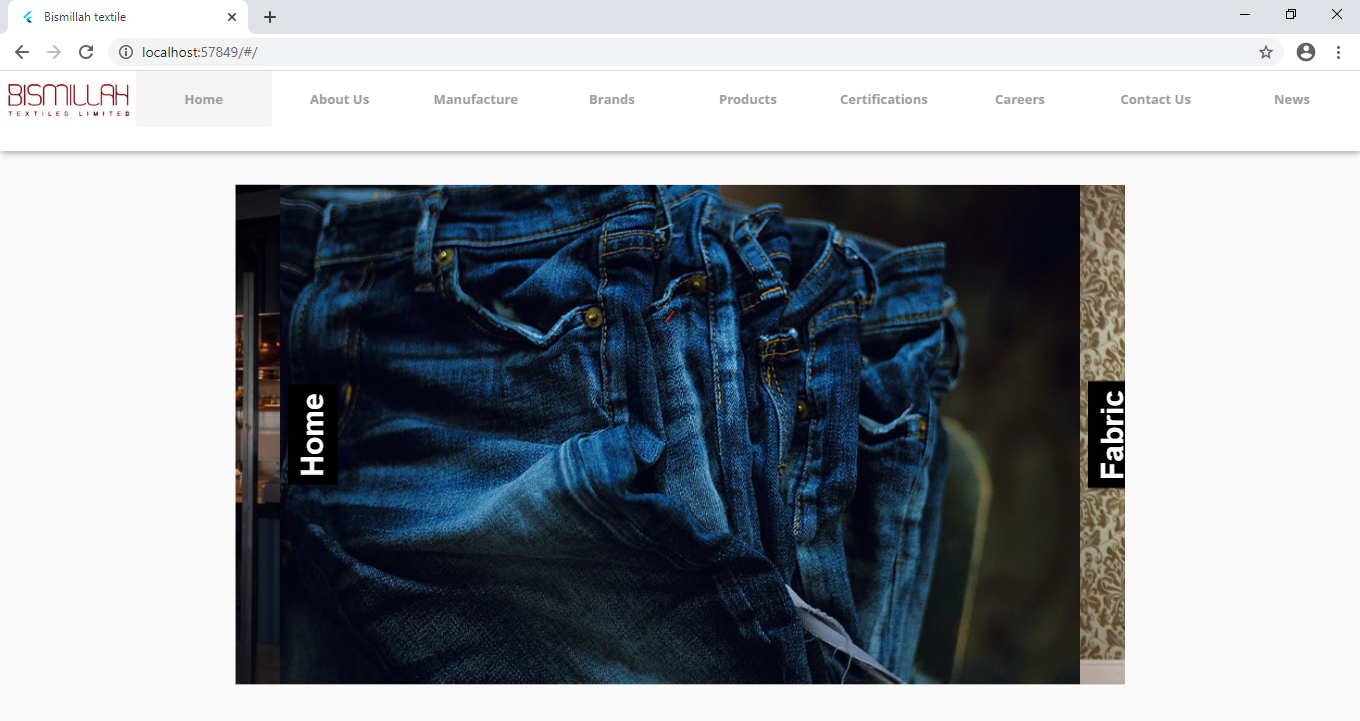 Bismillah textile
localhost:57849/#/
BISMILLAH
TEXTILES LIMITED
Home
About Us
Manufacture
Brands
Products
Certifications
Careers
Contact Us
News
Home
Fabric